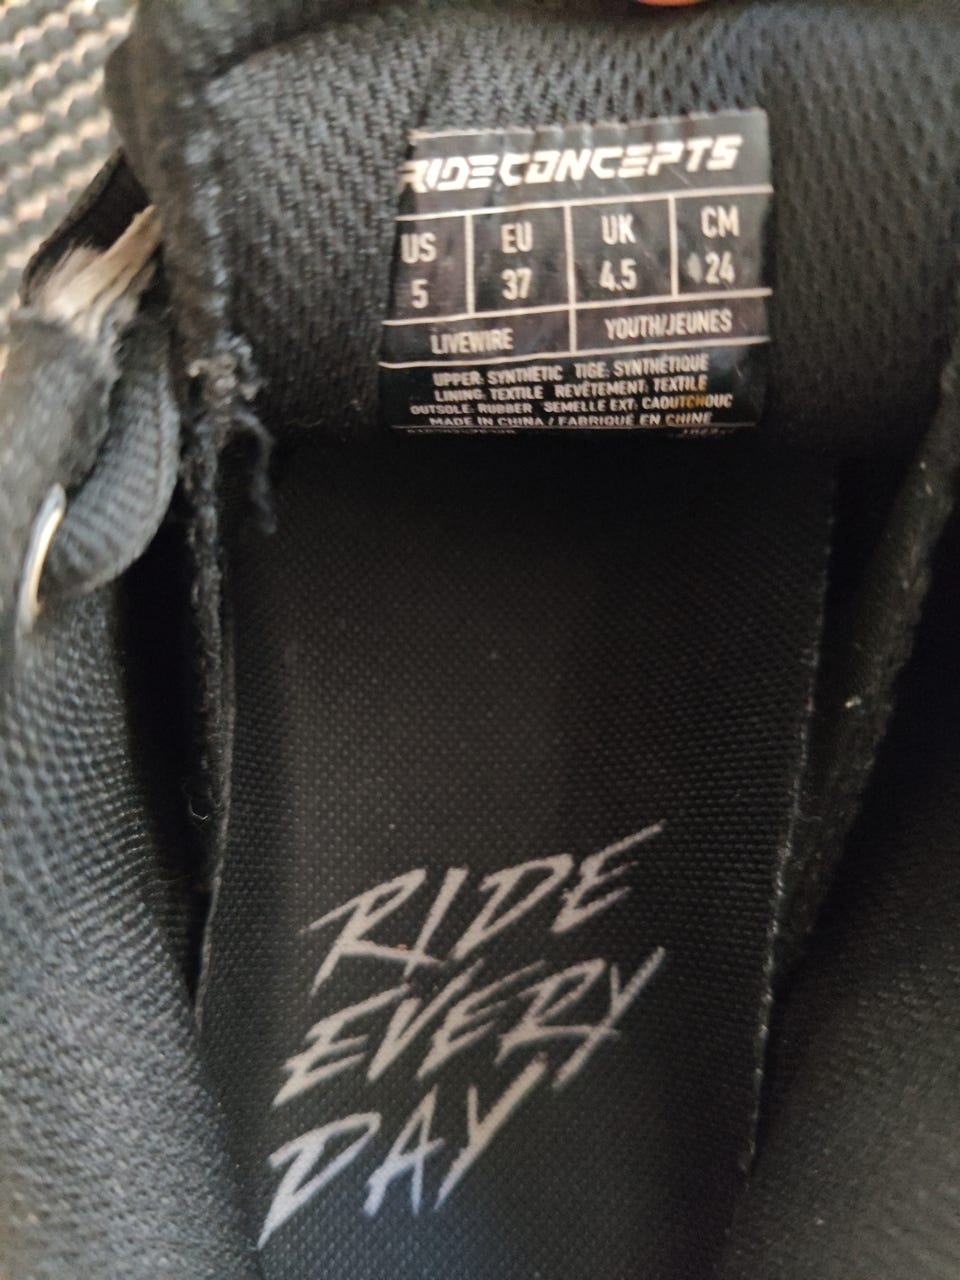 RIDECONCEPTS
US EU UK CM
5 37 4.5 24
LIVEWIRE YOUTH/JEUNES
UPPER: SYNTHETIC TIGE: SYNTHÉTIQUE
LINING: TEXTILE REVÊTEMENT: TEXTILE
OUTSOLE: RUBBER SEMELLE EXT: CAOUTCHOUC
MADE IN CHINA / FABRIQUÉ EN CHINE
RIDE
EVERY
DAY